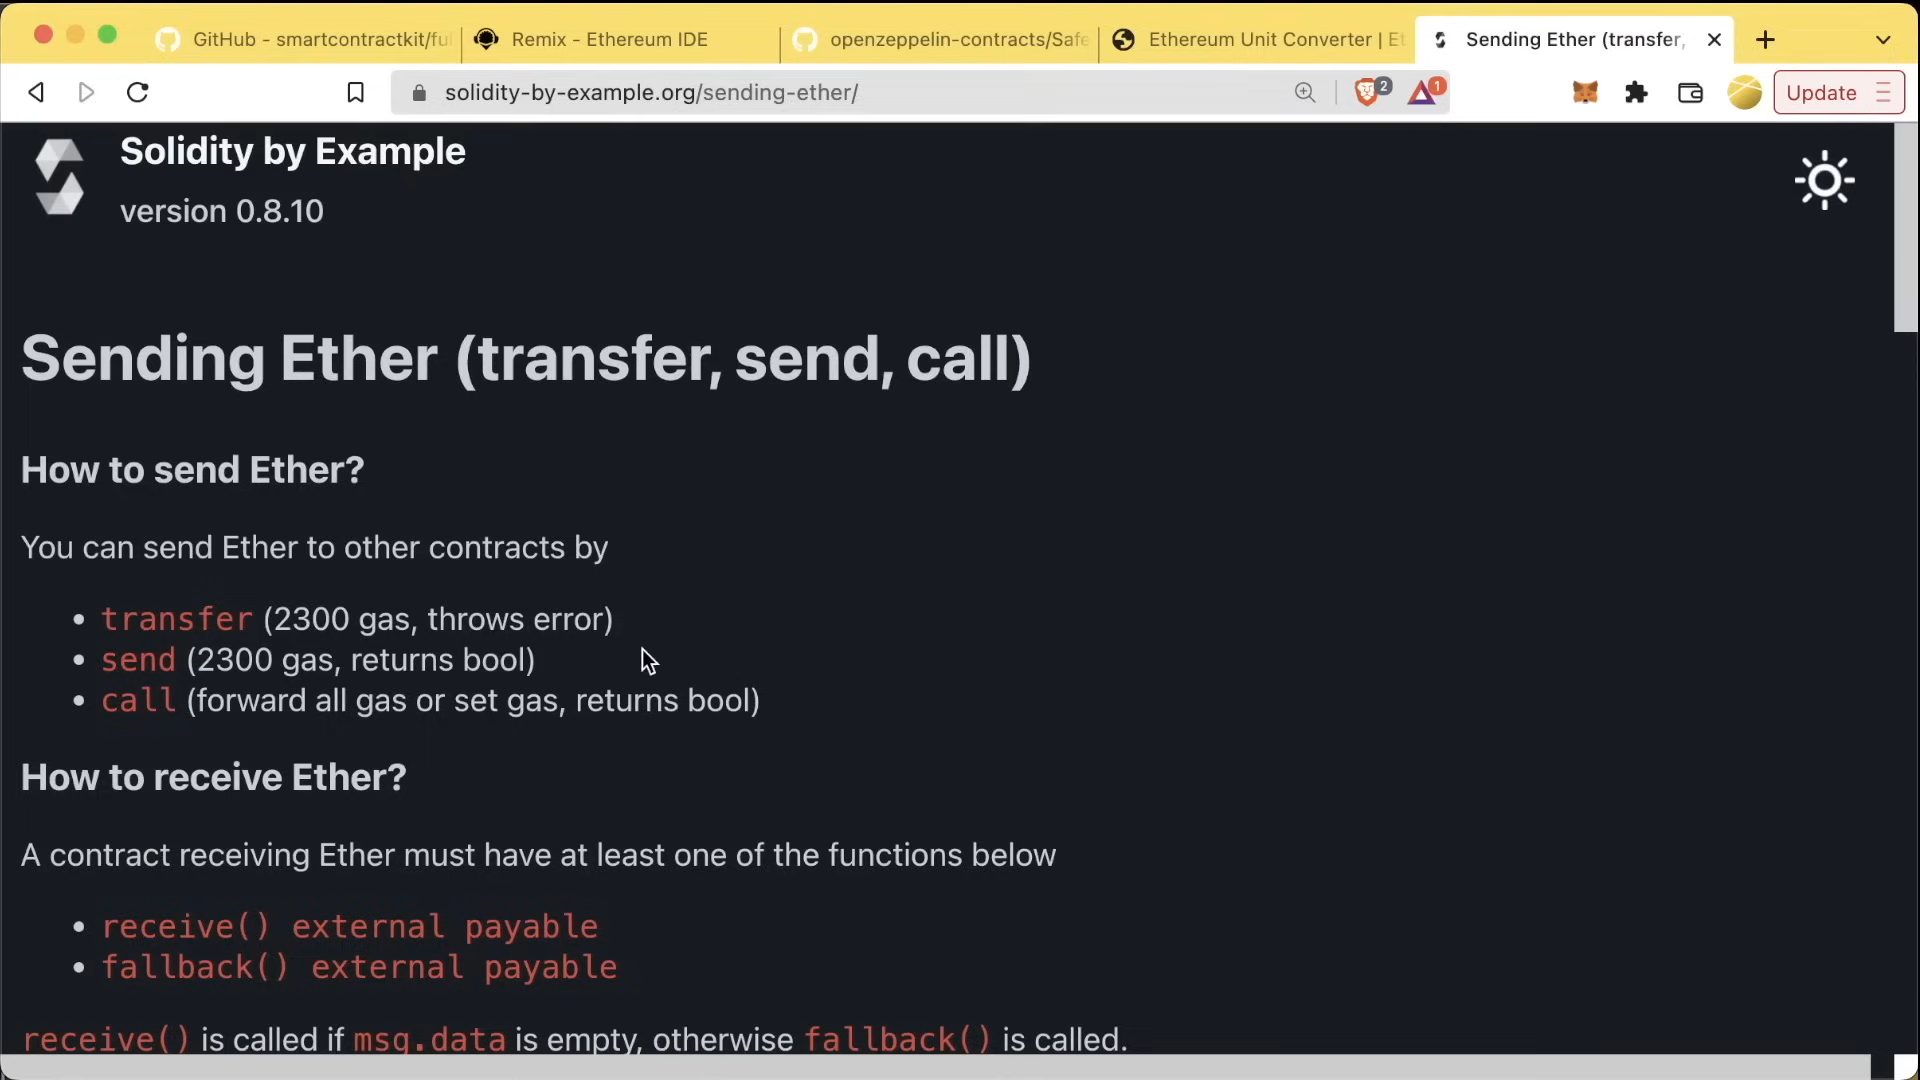 GitHub - smartcontractkit/ful
Remix - Ethereum IDE
openzeppelin-contracts/Safe
Ethereum Unit Converter | Et
Sending Ether (transfer,
solidity-by-example.org/sending-ether/
2
1
Update
Solidity by Example
version 0.8.10
Sending Ether (transfer, send, call)
How to send Ether?
You can send Ether to other contracts by
• transfer (2300 gas, throws error)
• send (2300 gas, returns bool)
• call (forward all gas or set gas, returns bool)
How to receive Ether?
A contract receiving Ether must have at least one of the functions below
• receive() external payable
• fallback() external payable
receive() is called if msg.data is empty, otherwise fallback() is called.